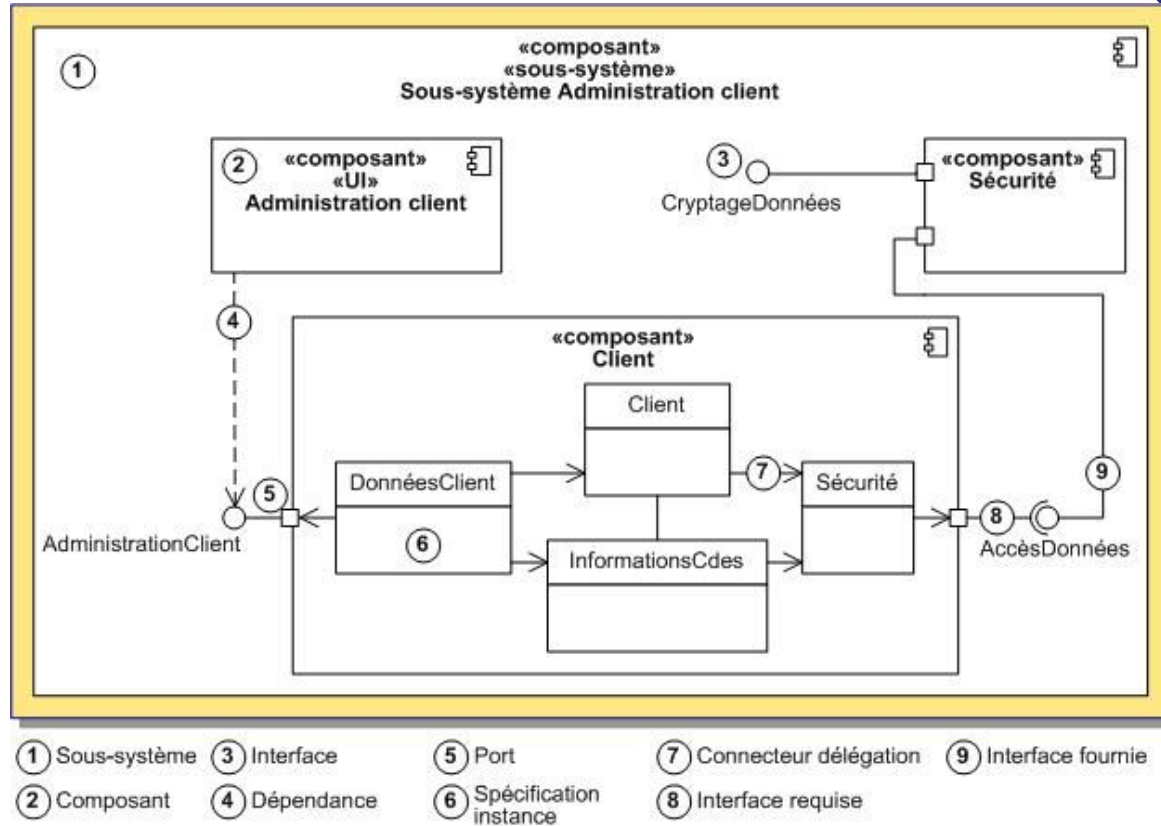 «composant»
«sous-système»
Sous-système Administration client
1
2
«composant»
«UI»
Administration client
3
CryptageDonnées
«composant»
Sécurité
4
«composant»
Client
Client
7
DonnéesClient
6
Sécurité
InformationsCdes
5
AdministrationClient
8
AccèsDonnées
9
1 Sous-système
3 Interface
5 Port
7 Connecteur délégation
9 Interface fournie
2 Composant
4 Dépendance
6 Spécification
instance
8 Interface requise